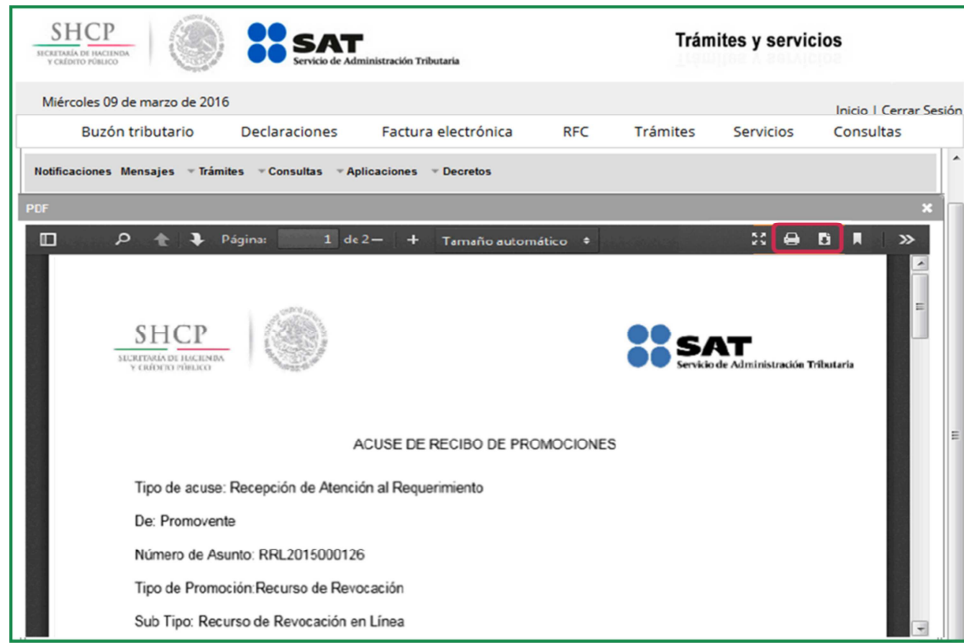 SHCP
SECRETARÍA DE HACIENDA
Y CRÉDITO PÚBLICO
SAT
Servicio de Administración Tributaria
Trámites y servicios
Miércoles 09 de marzo de 2016
Inicio | Cerrar Sesión
Buzón tributario Declaraciones Factura electrónica RFC Trámites Servicios Consultas
Notificaciones Mensajes Trámites Consultas Aplicaciones Decretos
PDF
Página: 1 de 2 Tamaño automático
SHCP
SECRETARÍA DE HACIENDA
Y CRÉDITO PÚBLICO
SAT
Servicio de Administración Tributaria
ACUSE DE RECIBO DE PROMOCIONES
Tipo de acuse: Recepción de Atención al Requerimiento
De: Promovente
Número de Asunto: RRL2015000126
Tipo de Promoción:Recurso de Revocación
Sub Tipo: Recurso de Revocación en Línea